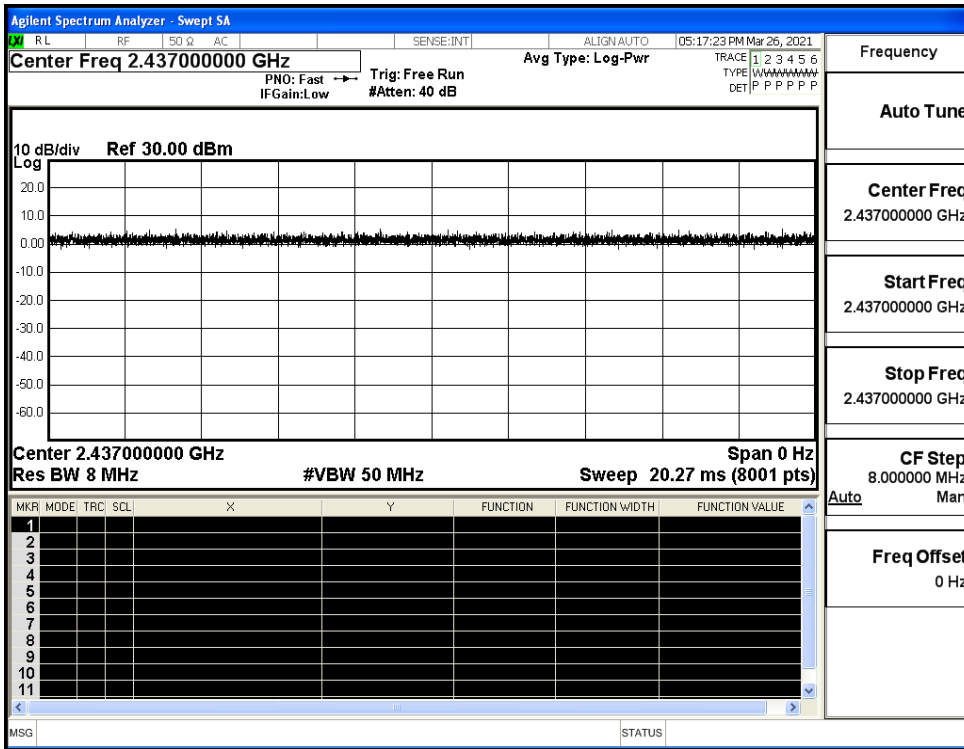 Agilent Spectrum Analyzer - Swept SA
LXI RL RF 50 Ω AC SENSE:INT ALIGN AUTO 05:17:23 PM Mar 26, 2021
Center Freq 2.437000000 GHz Avg Type: Log-Pwr TRACE 1 2 3 4 5 6
PNO: Fast Trig: Free Run TYPE
IFGain:Low #Atten: 40 dB DET P P P P P P
10 dB/div Ref 30.00 dBm
Log
20.0
10.0
0.00
-10.0
-20.0
-30.0
-40.0
-50.0
-60.0
Center 2.437000000 GHz Span 0 Hz
Res BW 8 MHz #VBW 50 MHz Sweep 20.27 ms (8001 pts)
MKR MODE TRC SCL X Y FUNCTION FUNCTION WIDTH FUNCTION VALUE
1
2
3
4
5
6
7
8
9
10
11
MSG STATUS
Frequency
Auto Tune
Center Freq
2.437000000 GHz
Start Freq
2.437000000 GHz
Stop Freq
2.437000000 GHz
CF Step
8.000000 MHz
Auto Man
Freq Offset
0 Hz